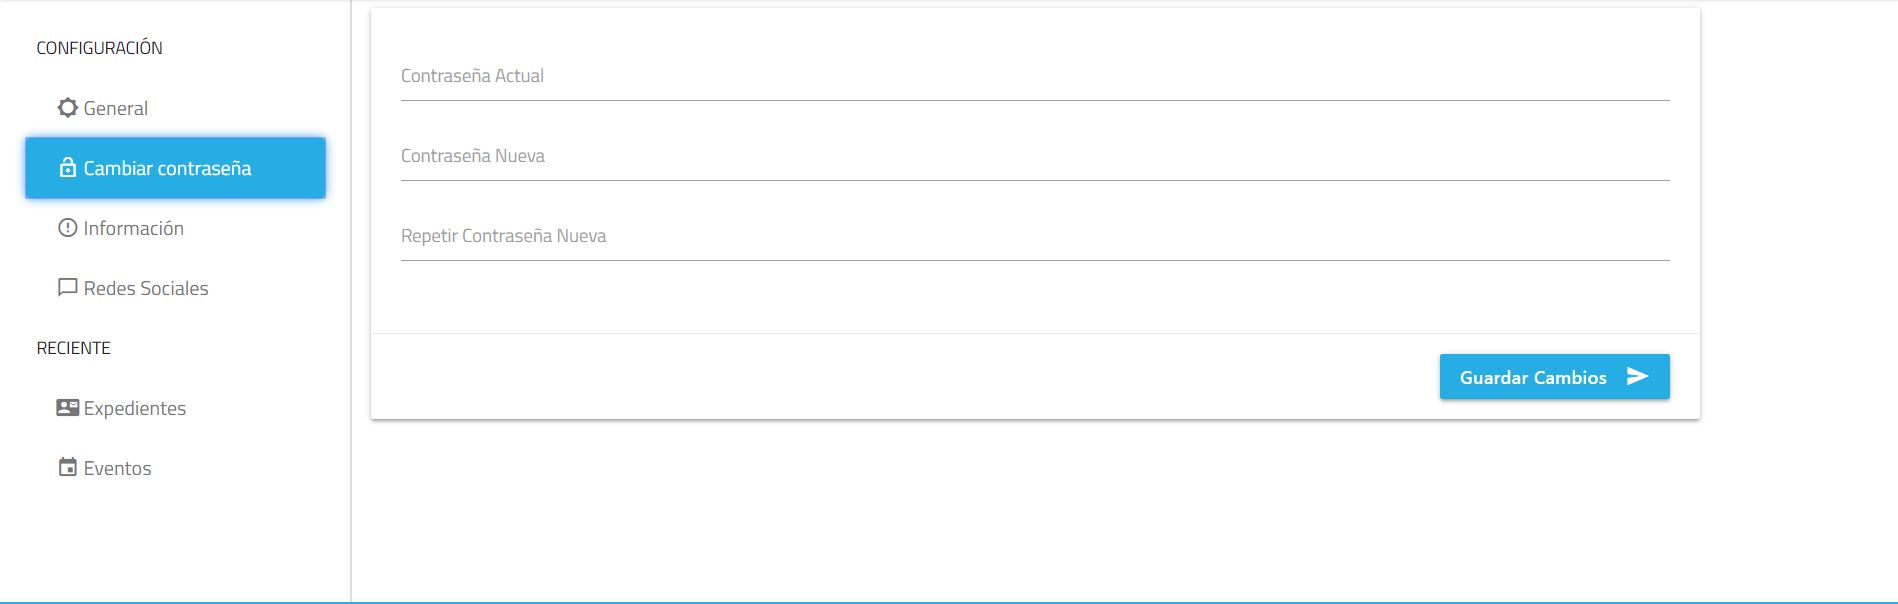 CONFIGURACIÓN
General
Cambiar contraseña
Información
Redes Sociales
RECIENTE
Expedientes
Eventos
Contraseña Actual
Contraseña Nueva
Repetir Contraseña Nueva
Guardar Cambios